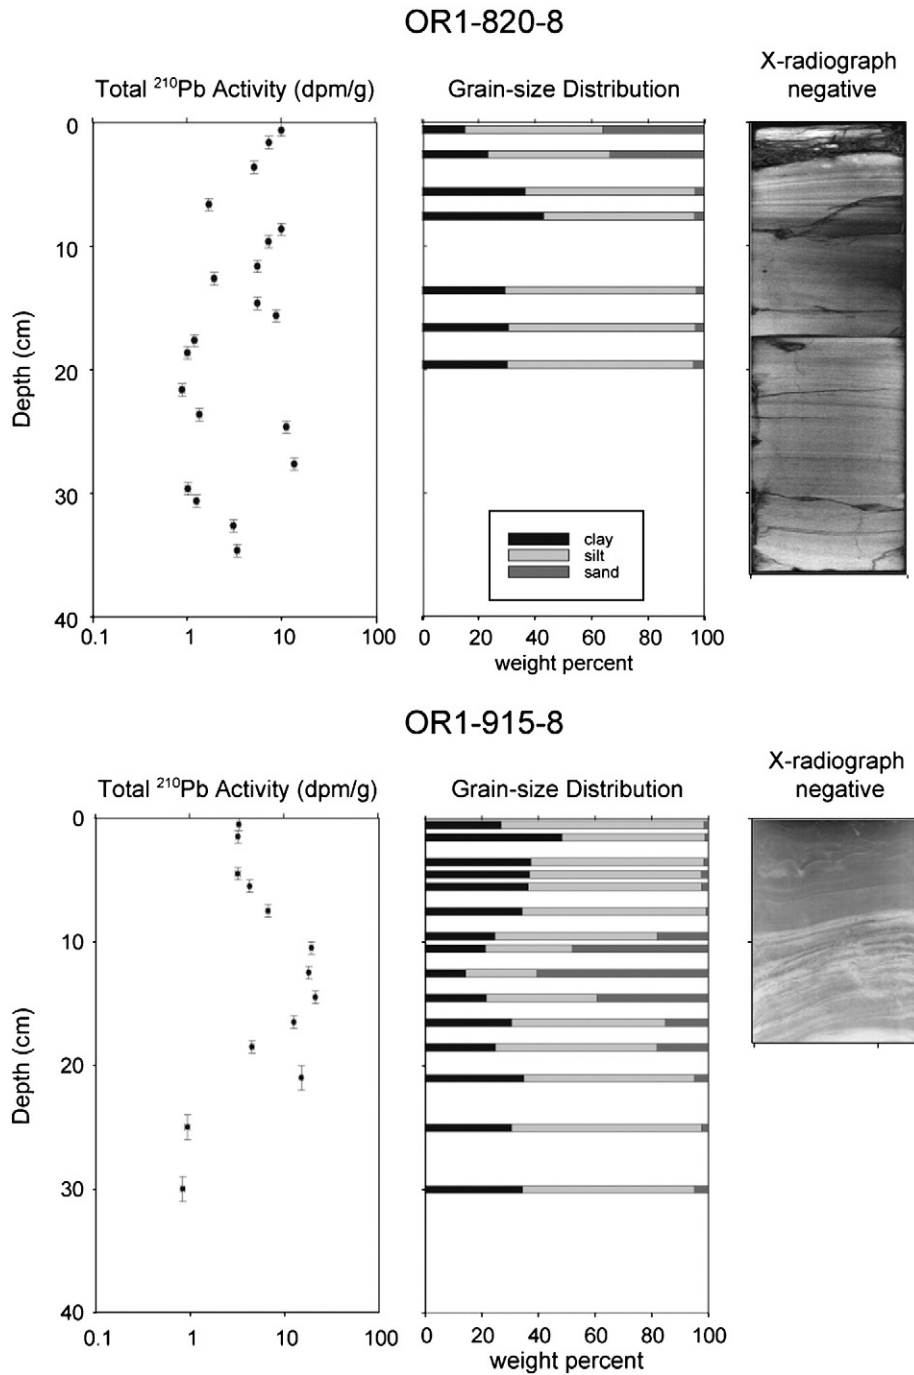 OR1-820-8
Total ²¹⁰Pb Activity (dpm/g)
Grain-size Distribution
X-radiograph
negative
Depth (cm)
0
10
20
30
40
0.1
1
10
100
clay
silt
sand
0
20
40
60
80
100
weight percent
OR1-915-8
Total ²¹⁰Pb Activity (dpm/g)
Grain-size Distribution
X-radiograph
negative
Depth (cm)
0
10
20
30
40
0.1
1
10
100
0
20
40
60
80
100
weight percent